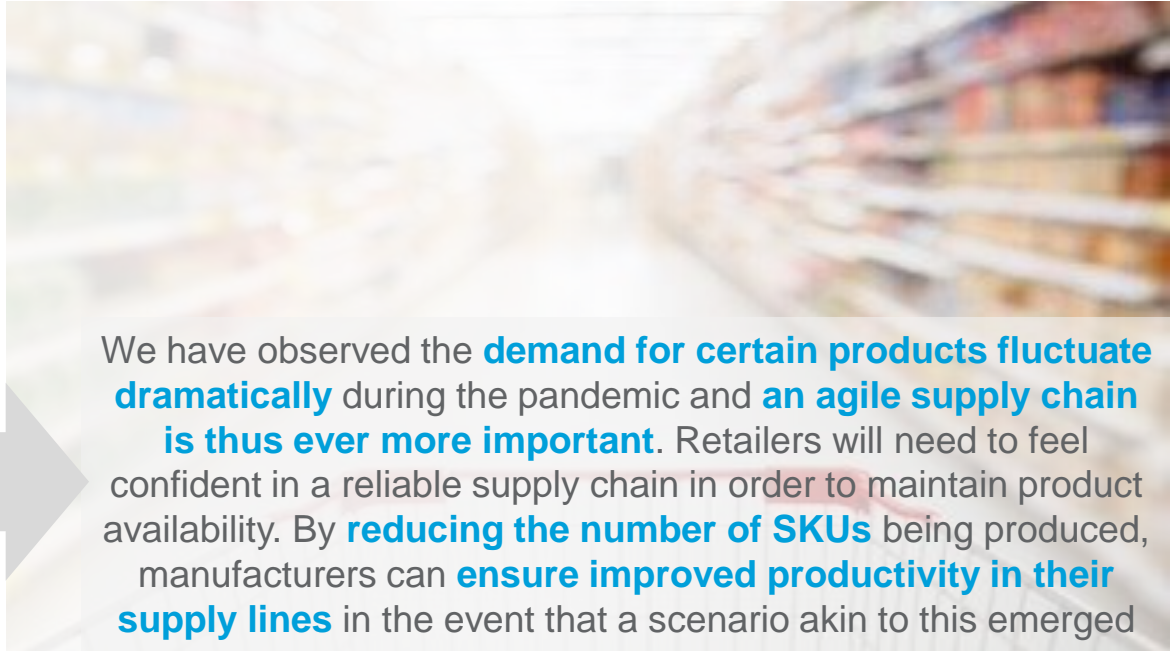 We have observed the demand for certain products fluctuate
dramatically during the pandemic and an agile supply chain
is thus ever more important. Retailers will need to feel
confident in a reliable supply chain in order to maintain product
availability. By reducing the number of SKUs being produced,
manufacturers can ensure improved productivity in their
supply lines in the event that a scenario akin to this emerged